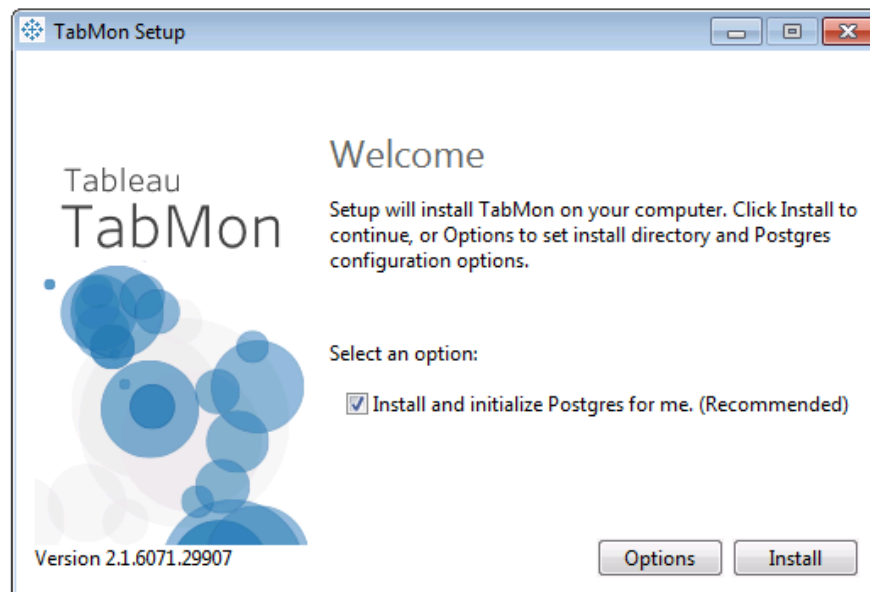 TabMon Setup
Tableau
TabMon
Welcome
Setup will install TabMon on your computer. Click Install to
continue, or Options to set install directory and Postgres
configuration options.
Select an option:
Install and initialize Postgres for me. (Recommended)
Version 2.1.6071.29907
Options
Install